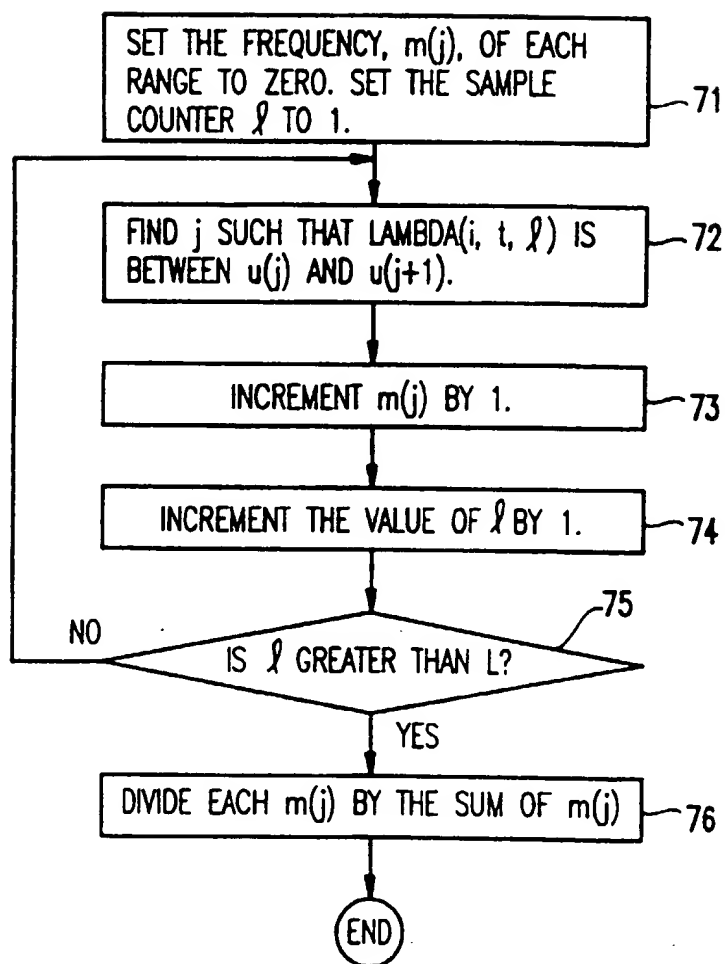 SET THE FREQUENCY, m(j), OF EACH
RANGE TO ZERO. SET THE SAMPLE
COUNTER ℓ TO 1.
71
FIND j SUCH THAT LAMBDA(i, t, ℓ) IS
BETWEEN u(j) AND u(j+1).
72
INCREMENT m(j) BY 1.
73
INCREMENT THE VALUE OF ℓ BY 1.
74
75
NO
IS ℓ GREATER THAN L?
YES
DIVIDE EACH m(j) BY THE SUM OF m(j)
76
END